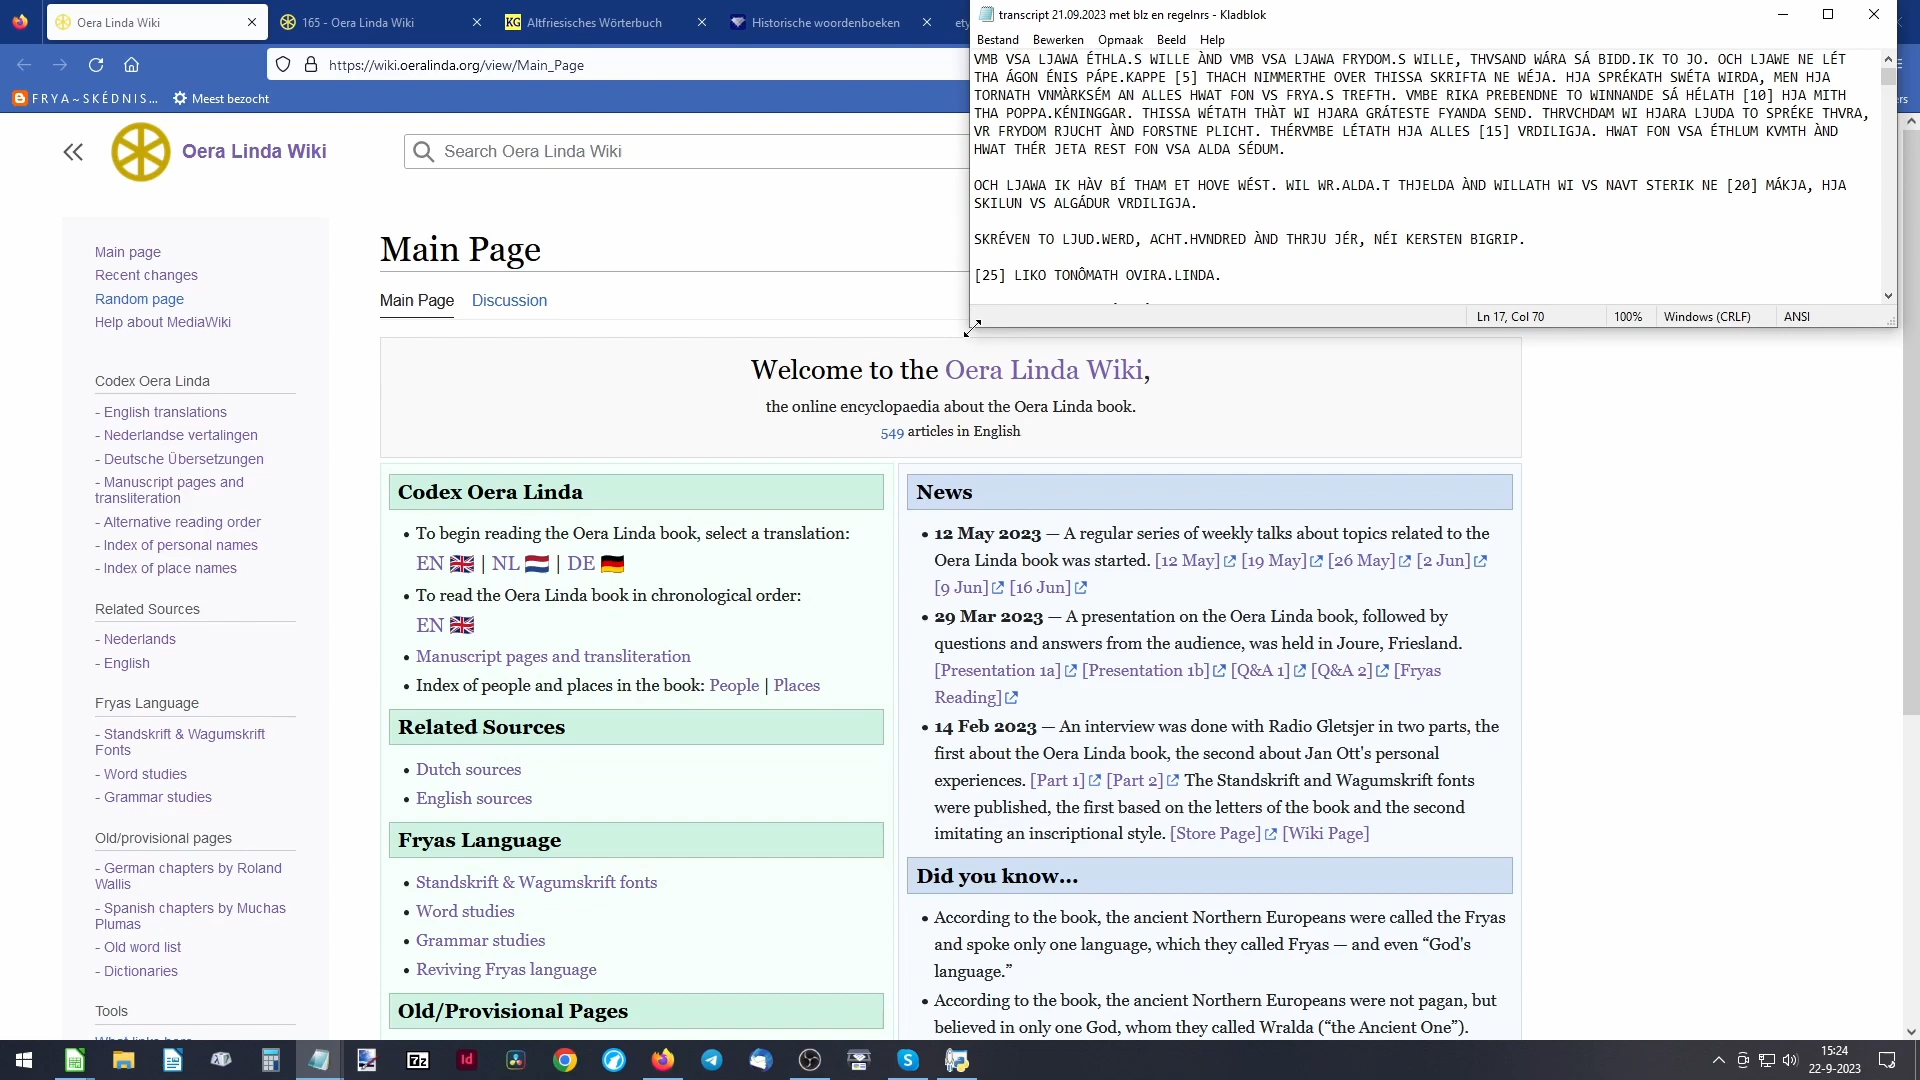 Oera Linda Wiki
165 - Oera Linda Wiki
KG Altfriesisches Wörterbuch
Historische woordenboeken
transcript 21.09.2023 met blz en regelnrs - Kladblok
Bestand Bewerken Opmaak Beeld Help
https://wiki.oeralinda.org/view/Main_Page
F R Y A ~ S K É D N I S ...
Meest bezocht
VMB VSA LJAWA ÉTHLA.S WILLE ÀND VMB VSA LJAWA FRYDOM.S WILLE, THVSAND WÁRA SÁ BIDD.IK TO JO. OCH LJAWE NE LÉT
THA ÁGON ÉNIS PÁPE.KAPPE [5] THACH NIMMERTHE OVER THISSA SKRIFTA NE WÉJA. HJA SPRÉKATH SWÉTA WIRDA, MEN HJA
TORNATH VNMÀRKSÉM AN ALLES HWAT FON VS FRYA.S TREFTH. VMBE RIKA PREBENDNE TO WINNANDE SÁ HÉLATH [10] HJA MITH
THA POPPA.KÉNINGGAR. THISSA WÉTATH THÀT WI HJARA GRÁTESTE FYANDA SEND. THRVCHDAM WI HJARA LJUDA TO SPRÉKE THVRA,
VR FRYDOM RJUCHT ÀND FORSTNE PLICHT. THÉRVMBE LÉTATH HJA ALLES [15] VRDILIGJA. HWAT FON VSA ÉTHLUM KVMTH ÀND
HWAT THÉR JETA REST FON VSA ALDA SÉDUM.
OCH LJAWA IK HÀV BÍ THAM ET HOVE WÉST. WIL WR.ALDA.T THJELDA ÀND WILLATH WI VS NAVT STERIK NE [20] MÁKJA, HJA
SKILUN VS ALGÁDUR VRDILIGJA.
SKRÉVEN TO LJUD.WERD, ACHT.HVNDRED ÀND THRJU JÉR, NÉI KERSTEN BIGRIP.
[25] LIKO TONÔMATH OVIRA.LINDA.
Ln 17, Col 70 100% Windows (CRLF) ANSI
Oera Linda Wiki
Search Oera Linda Wiki
Main page
Recent changes
Random page
Help about MediaWiki
Codex Oera Linda
- English translations
- Nederlandse vertalingen
- Deutsche Übersetzungen
- Manuscript pages and
transliteration
- Alternative reading order
- Index of personal names
- Index of place names
Related Sources
- Nederlands
- English
Fryas Language
- Standskrift & Wagumskrift
Fonts
- Word studies
- Grammar studies
Old/provisional pages
- German chapters by Roland
Wallis
- Spanish chapters by Muchas
Plumas
- Old word list
- Dictionaries
Tools
Main Page
Main Page Discussion
Welcome to the Oera Linda Wiki,
the online encyclopaedia about the Oera Linda book.
549 articles in English
Codex Oera Linda
• To begin reading the Oera Linda book, select a translation:
EN | NL | DE
• To read the Oera Linda book in chronological order:
EN
• Manuscript pages and transliteration
• Index of people and places in the book: People | Places
Related Sources
• Dutch sources
• English sources
Fryas Language
• Standskrift & Wagumskrift fonts
• Word studies
• Grammar studies
• Reviving Fryas language
Old/Provisional Pages
News
• 12 May 2023 — A regular series of weekly talks about topics related to the
Oera Linda book was started. [12 May] [19 May] [26 May] [2 Jun]
[9 Jun] [16 Jun]
• 29 Mar 2023 — A presentation on the Oera Linda book, followed by
questions and answers from the audience, was held in Joure, Friesland.
[Presentation 1a] [Presentation 1b] [Q&A 1] [Q&A 2] [Fryas
Reading]
• 14 Feb 2023 — An interview was done with Radio Gletsjer in two parts, the
first about the Oera Linda book, the second about Jan Ott's personal
experiences. [Part 1] [Part 2] The Standskrift and Wagumskrift fonts
were published, the first based on the letters of the book and the second
imitating an inscriptional style. [Store Page] [Wiki Page]
Did you know...
• According to the book, the ancient Northern Europeans were called the Fryas
and spoke only one language, which they called Fryas — and even “God's
language.”
• According to the book, the ancient Northern Europeans were not pagan, but
believed in only one God, whom they called Wralda (“the Ancient One”).
7z
Id
15:24
22-9-2023